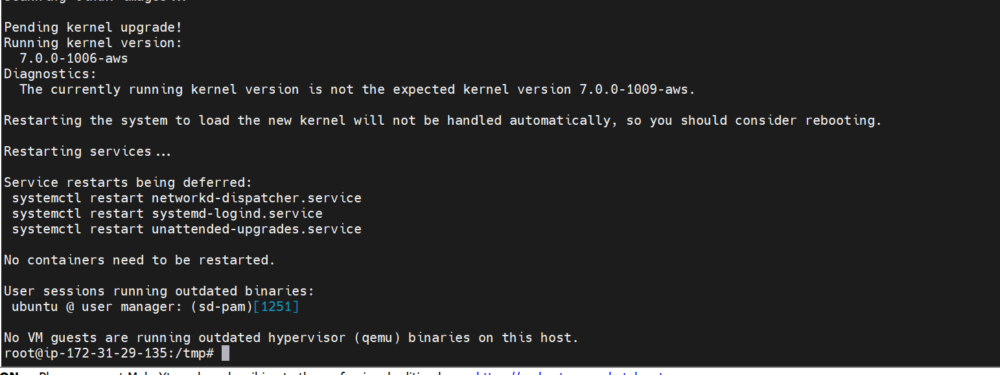 Pending kernel upgrade!
Running kernel version:
  7.0.0-1006-aws
Diagnostics:
  The currently running kernel version is not the expected kernel version 7.0.0-1009-aws.
Restarting the system to load the new kernel will not be handled automatically, so you should consider rebooting.
Restarting services...
Service restarts being deferred:
 systemctl restart networkd-dispatcher.service
 systemctl restart systemd-logind.service
 systemctl restart unattended-upgrades.service
No containers need to be restarted.
User sessions running outdated binaries:
 ubuntu @ user manager: (sd-pam)[1251]
No VM guests are running outdated hypervisor (qemu) binaries on this host.
root@ip-172-31-29-135:/tmp#